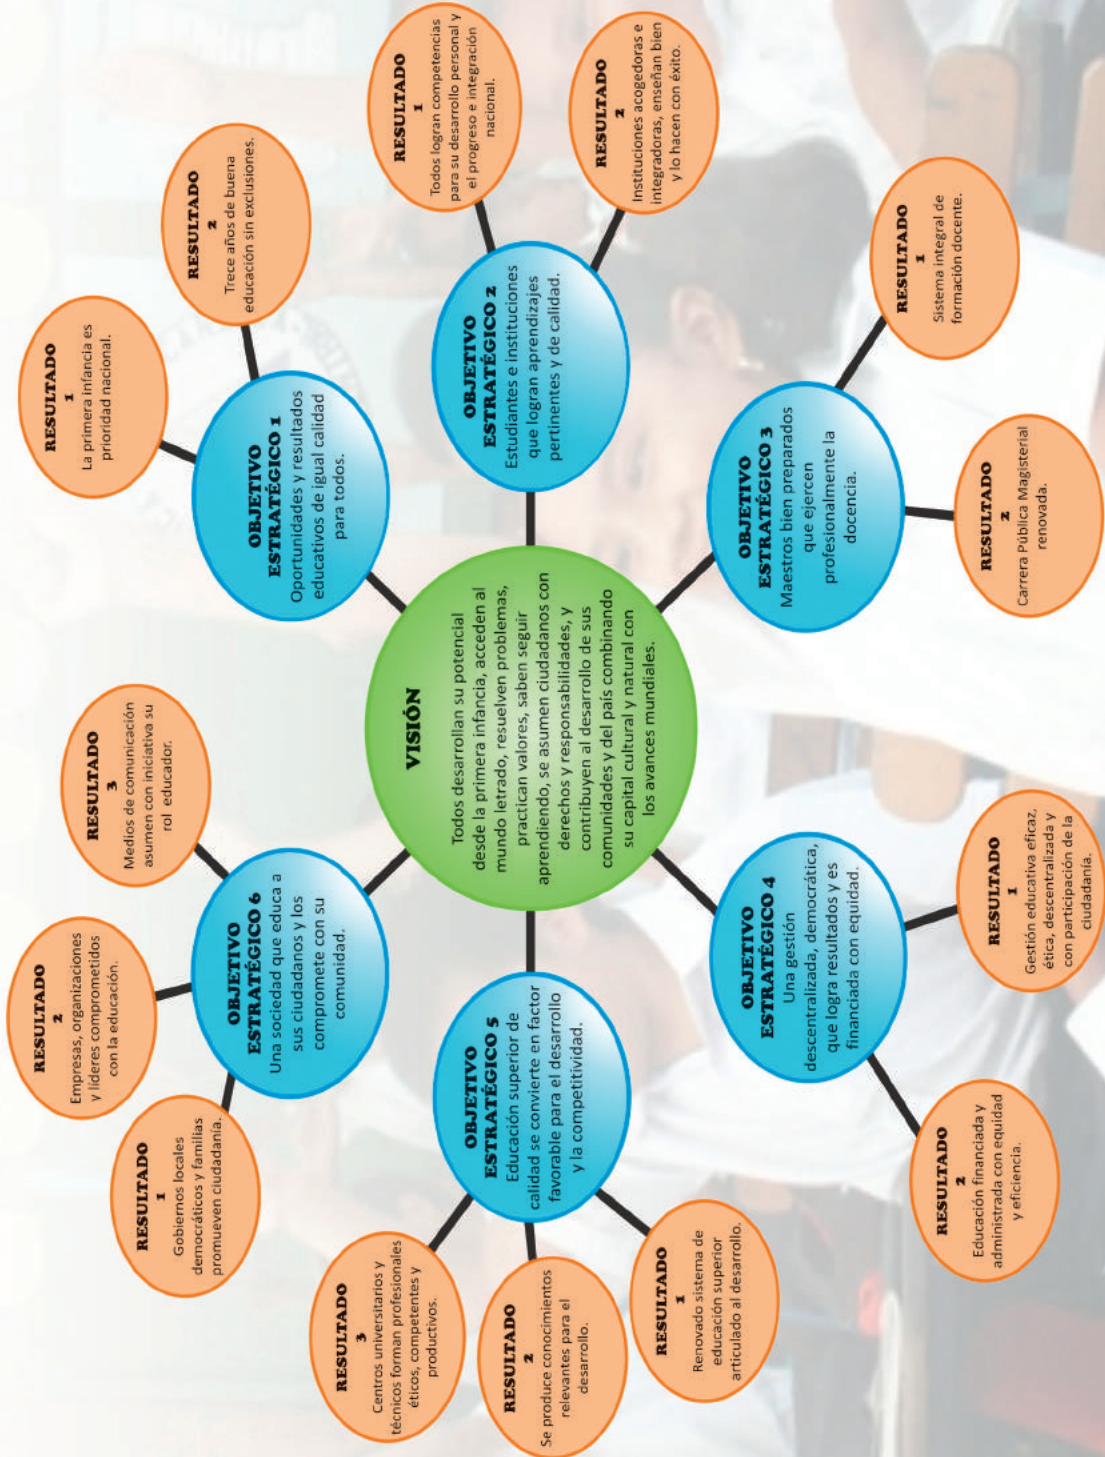 VISIÓN
Todos desarrollan su potencial
desde la primera infancia, acceden al
mundo letrado, resuelven problemas,
practican valores, saben seguir
aprendiendo, se asumen ciudadanos con
derechos y responsabilidades, y
contribuyen al desarrollo de sus
comunidades y del país combinando
su capital cultural y natural con
los avances mundiales.
OBJETIVO
ESTRATÉGICO 1
Oportunidades y resultados
educativos de igual calidad
para todos.
RESULTADO
1
La primera infancia es
prioridad nacional.
RESULTADO
2
Trece años de buena
educación sin exclusiones.
OBJETIVO
ESTRATÉGICO 2
Estudiantes e instituciones
que logran aprendizajes
pertinentes y de calidad.
RESULTADO
1
Todos logran competencias
para su desarrollo personal y
el progreso e integración
nacional.
RESULTADO
2
Instituciones acogedoras e
integradoras, enseñan bien
y lo hacen con éxito.
OBJETIVO
ESTRATÉGICO 3
Maestros bien preparados
que ejercen
profesionalmente la
docencia.
RESULTADO
1
Sistema integral de
formación docente.
RESULTADO
2
Carrera Pública Magisterial
renovada.
OBJETIVO
ESTRATÉGICO 4
Una gestión
descentralizada, democrática,
que logra resultados y es
financiada con equidad.
RESULTADO
1
Gestión educativa eficaz,
ética, descentralizada y
con participación de la
ciudadanía.
RESULTADO
2
Educación financiada y
administrada con equidad
y eficiencia.
OBJETIVO
ESTRATÉGICO 5
Educación superior de
calidad se convierte en factor
favorable para el desarrollo
y la competitividad.
RESULTADO
1
Renovado sistema de
educación superior
articulado al desarrollo.
RESULTADO
2
Se produce conocimientos
relevantes para el
desarrollo.
RESULTADO
3
Centros universitarios y
técnicos forman profesionales
éticos, competentes y
productivos.
OBJETIVO
ESTRATÉGICO 6
Una sociedad que educa a
sus ciudadanos y los
compromete con su
comunidad.
RESULTADO
1
Gobiernos locales
democráticos y familias
promueven ciudadanía.
RESULTADO
2
Empresas, organizaciones
y líderes comprometidos
con la educación.
RESULTADO
3
Medios de comunicación
asumen con iniciativa su
rol educador.